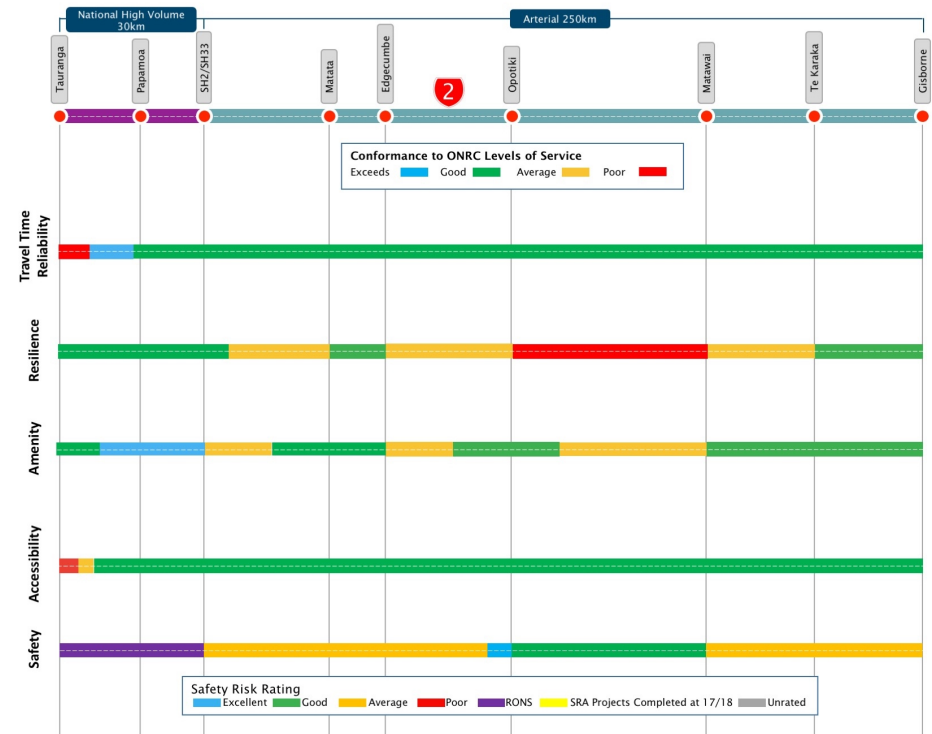 National High Volume
30km
Arterial 250km
Tauranga
Papamoa
SH2/SH33
Matata
Edgecumbe
Opotiki
Matawai
Te Karaka
Gisborne
2
Conformance to ONRC Levels of Service
Exceeds Good Average Poor
Travel Time
Reliability
Resilience
Amenity
Accessibility
Safety
Safety Risk Rating
Excellent Good Average Poor RONS SRA Projects Completed at 17/18 Unrated